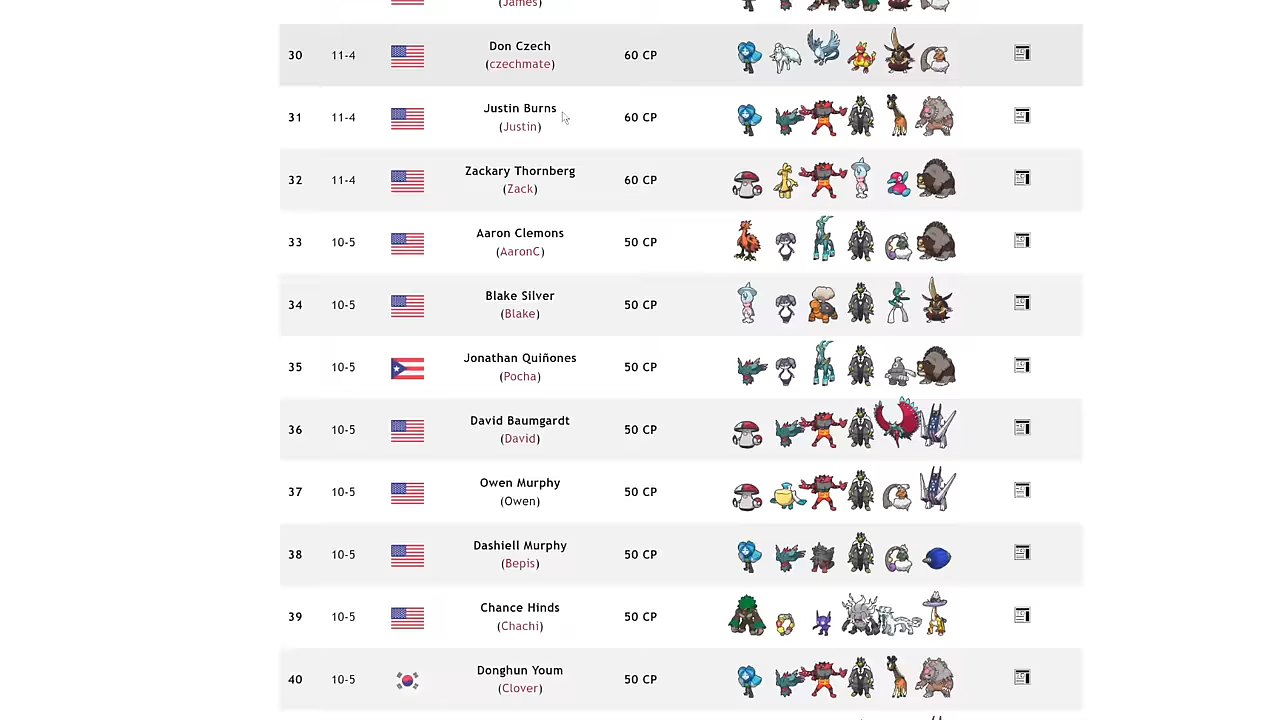 (James)
30 11-4 Don Czech 60 CP
(czechmate)
31 11-4 Justin Burns 60 CP
(Justin)
32 11-4 Zackary Thornberg 60 CP
(Zack)
33 10-5 Aaron Clemons 50 CP
(AaronC)
34 10-5 Blake Silver 50 CP
(Blake)
35 10-5 Jonathan Quiñones 50 CP
(Pocha)
36 10-5 David Baumgardt 50 CP
(David)
37 10-5 Owen Murphy 50 CP
(Owen)
38 10-5 Dashiell Murphy 50 CP
(Bepis)
39 10-5 Chance Hinds 50 CP
(Chachi)
40 10-5 Donghun Youm 50 CP
(Clover)